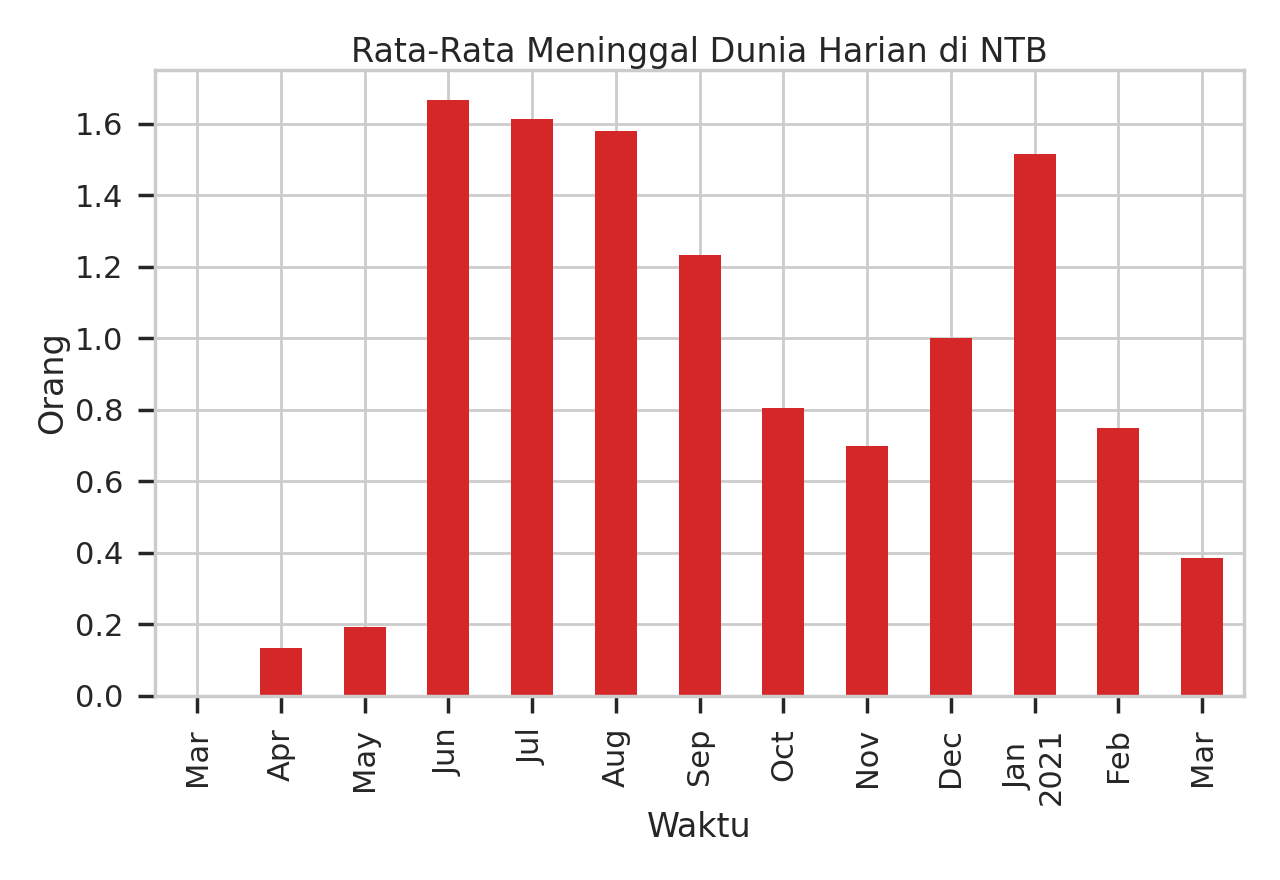 Rata-Rata Meninggal Dunia Harian di NTB
Orang
1.6
1.4
1.2
1.0
0.8
0.6
0.4
0.2
0.0
Mar
Apr
May
Jun
Jul
Aug
Sep
Oct
Nov
Dec
Jan
2021
Feb
Mar
Waktu